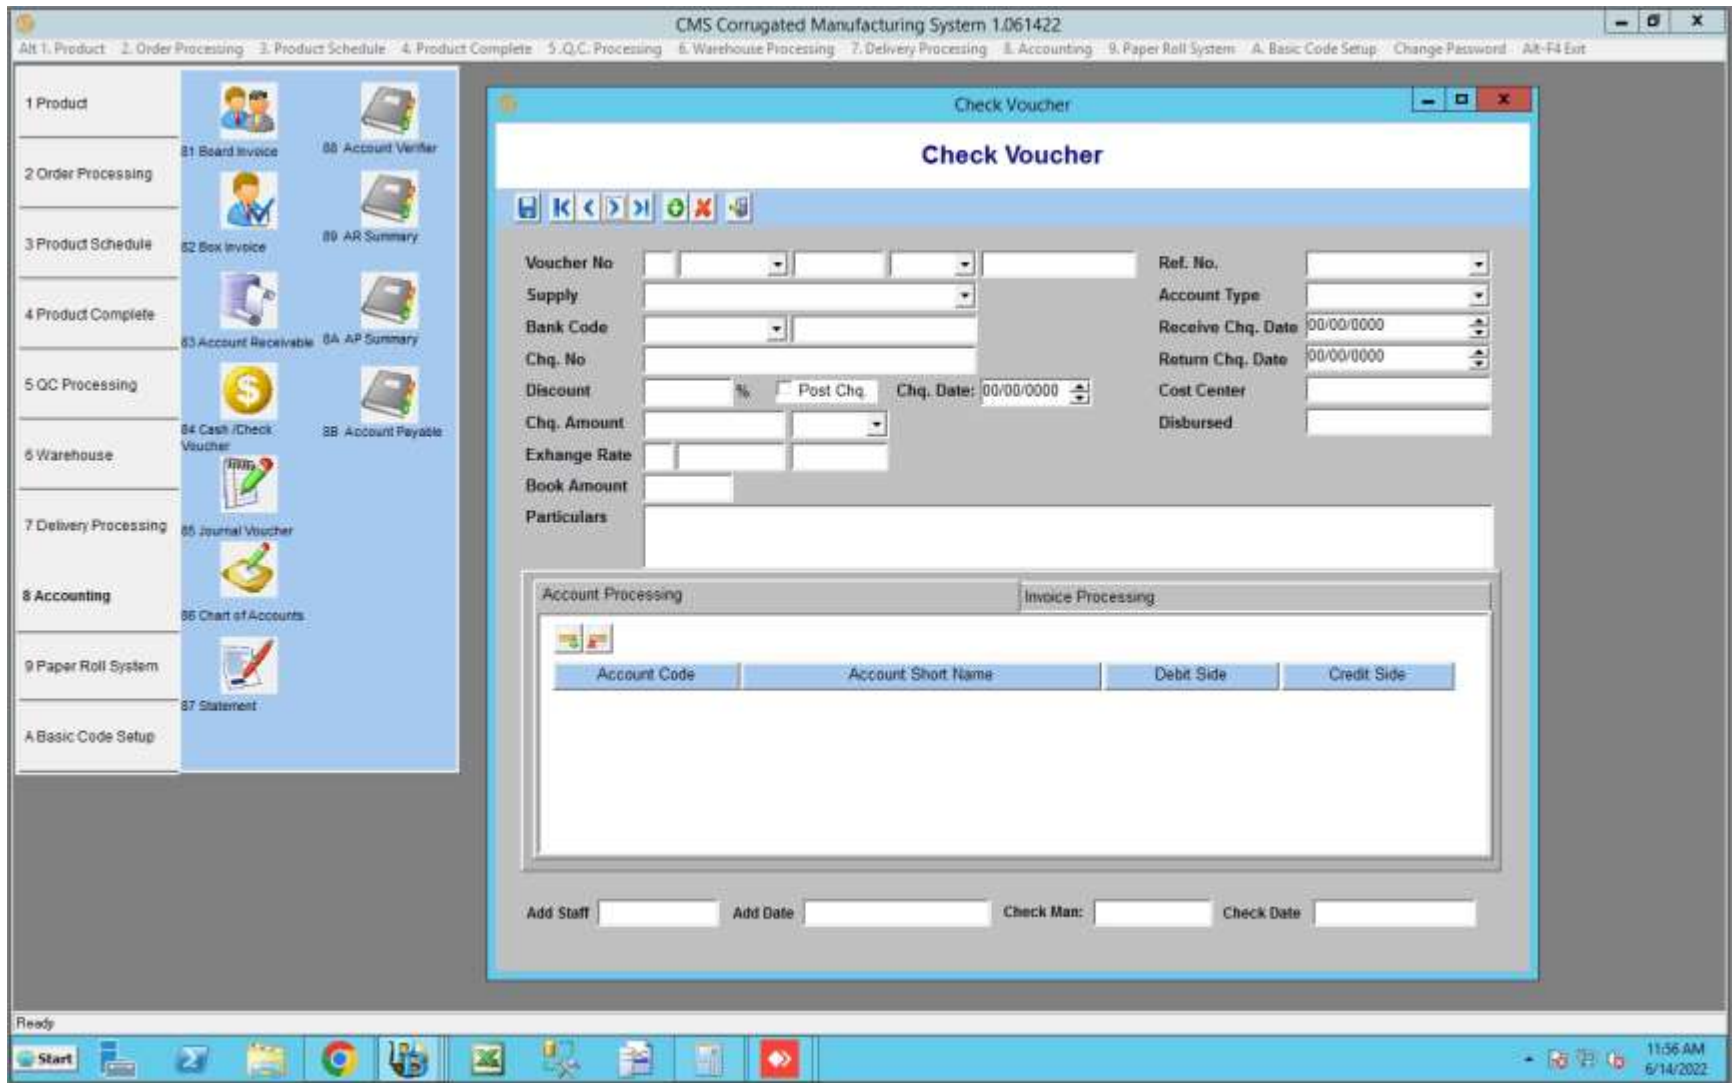 CMS Corrugated Manufacturing System 1.061422
Alt 1. Product 2. Order Processing 3. Product Schedule 4. Product Complete 5 .Q.C. Processing 6. Warehouse Processing 7. Delivery Processing 8. Accounting 9. Paper Roll System A. Basic Code Setup Change Password Alt-F4 Exit
1 Product
2 Order Processing
3 Product Schedule
4 Product Complete
5 QC Processing
6 Warehouse
7 Delivery Processing
8 Accounting
9 Paper Roll System
A Basic Code Setup
81 Board Invoice
88 Account Verifier
82 Box Invoice
89 AR Summary
83 Account Receivable
8A AP Summary
84 Cash /Check
Voucher
8B Account Payable
85 Journal Voucher
86 Chart of Accounts
87 Statement
Check Voucher
Check Voucher
Voucher No Ref. No.
Supply Account Type
Bank Code Receive Chq. Date 00/00/0000
Chq. No Return Chq. Date 00/00/0000
Discount % Post Chq. Chq. Date: 00/00/0000 Cost Center
Chq. Amount Disbursed
Exhange Rate
Book Amount
Particulars
Account Processing Invoice Processing
Account Code Account Short Name Debit Side Credit Side
Add Staff Add Date Check Man: Check Date
Ready
Start
11:56 AM
6/14/2022